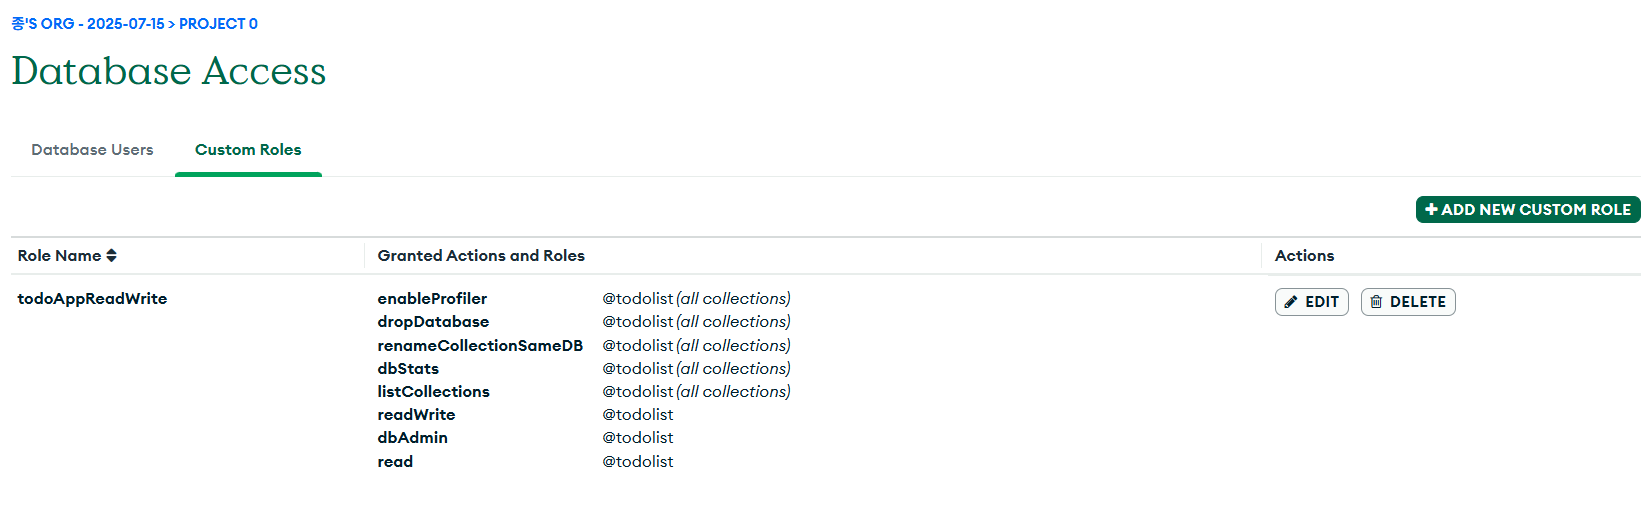 종'S ORG - 2025-07-15 > PROJECT 0
Database Access
Database Users Custom Roles
ADD NEW CUSTOM ROLE
Role Name Granted Actions and Roles Actions
todoAppReadWrite enableProfiler @todolist (all collections) EDIT DELETE
dropDatabase @todolist (all collections)
renameCollectionSameDB @todolist (all collections)
dbStats @todolist (all collections)
listCollections @todolist (all collections)
readWrite @todolist
dbAdmin @todolist
read @todolist